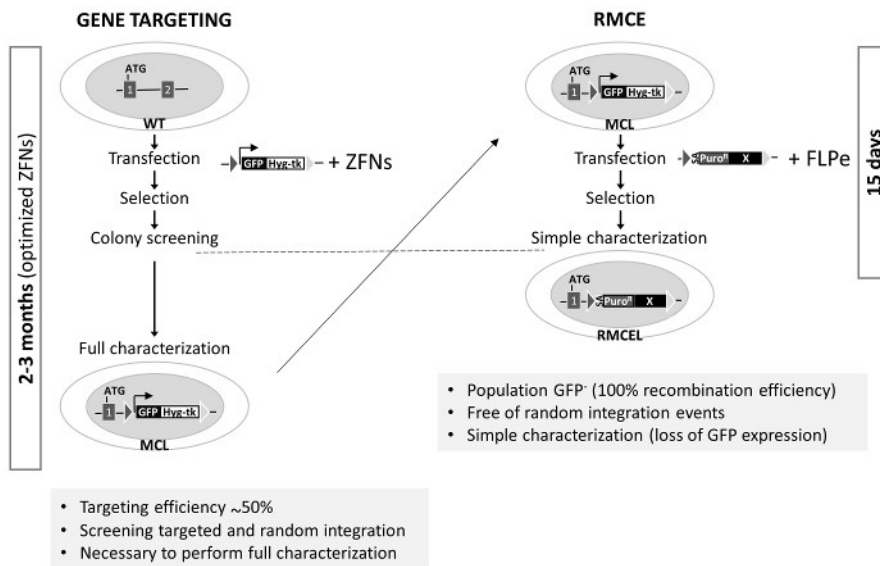 GENE TARGETING
ATG
1 2
WT
Transfection
GFP Hyg-tk + ZFNs
Selection
Colony screening
Full characterization
ATG
1 GFP Hyg-tk
MCL
2-3 months (optimized ZFNs)
• Targeting efficiency ~50%
• Screening targeted and random integration
• Necessary to perform full characterization
RMCE
ATG
1 GFP Hyg-tk
MCL
Transfection
Puroᴿ X + FLPe
Selection
Simple characterization
ATG
1 Puroᴿ X
RMCEL
15 days
• Population GFP⁻ (100% recombination efficiency)
• Free of random integration events
• Simple characterization (loss of GFP expression)